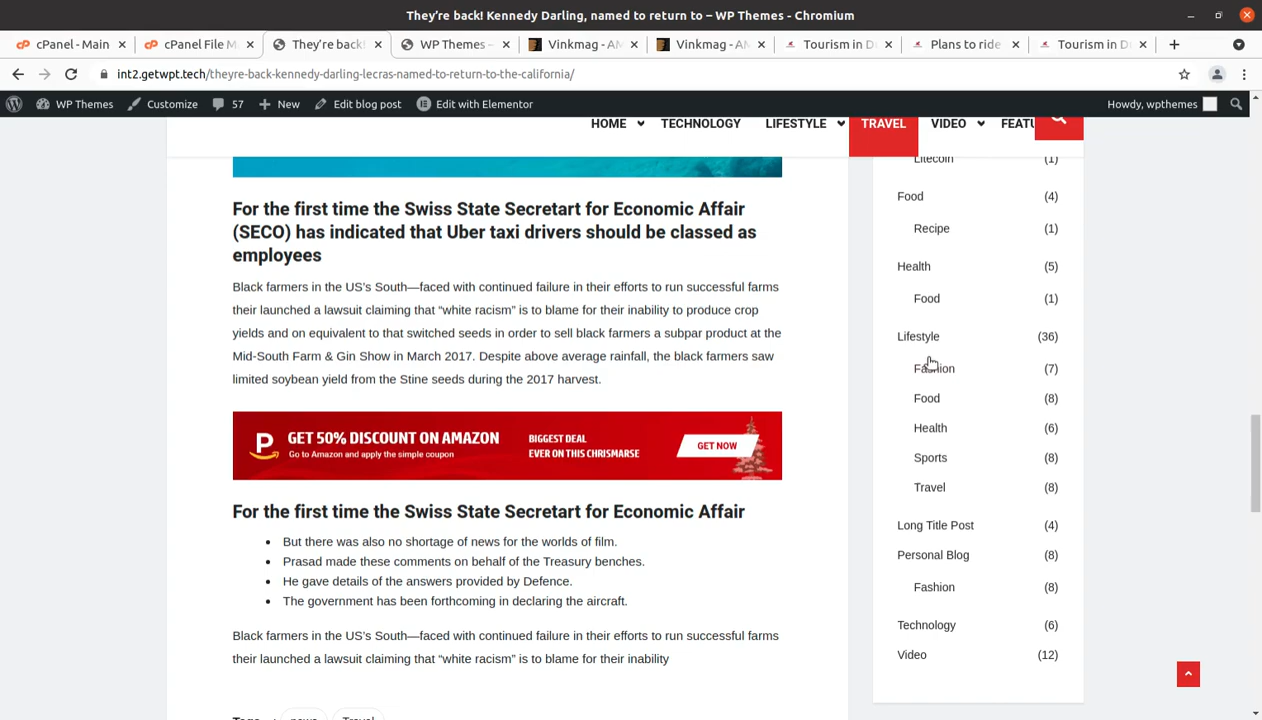 They're back! Kennedy Darling, named to return to – WP Themes - Chromium
cPanel - Main
cPanel File M
They're back!
WP Themes –
Vinkmag - AM
Vinkmag - AM
Tourism in D
Plans to ride
Tourism in D
int2.getwpt.tech/theyre-back-kennedy-darling-lecras-named-to-return-to-the-california/
WP Themes
Customize
57
New
Edit blog post
Edit with Elementor
Howdy, wpthemes
HOME
TECHNOLOGY
LIFESTYLE
TRAVEL
VIDEO
FEATU
For the first time the Swiss State Secretart for Economic Affair
(SECO) has indicated that Uber taxi drivers should be classed as
employees
Black farmers in the US's South—faced with continued failure in their efforts to run successful farms
their launched a lawsuit claiming that “white racism” is to blame for their inability to produce crop
yields and on equivalent to that switched seeds in order to sell black farmers a subpar product at the
Mid-South Farm & Gin Show in March 2017. Despite above average rainfall, the black farmers saw
limited soybean yield from the Stine seeds during the 2017 harvest.
P
GET 50% DISCOUNT ON AMAZON
Go to Amazon and apply the simple coupon
BIGGEST DEAL
EVER ON THIS CHRISMARSE
GET NOW
For the first time the Swiss State Secretart for Economic Affair
But there was also no shortage of news for the worlds of film.
Prasad made these comments on behalf of the Treasury benches.
He gave details of the answers provided by Defence.
The government has been forthcoming in declaring the aircraft.
Black farmers in the US's South—faced with continued failure in their efforts to run successful farms
their launched a lawsuit claiming that “white racism” is to blame for their inability
Tags :
news
Travel
Litecoin (1)
Food (4)
Recipe (1)
Health (5)
Food (1)
Lifestyle (36)
Fashion (7)
Food (8)
Health (6)
Sports (8)
Travel (8)
Long Title Post (4)
Personal Blog (8)
Fashion (8)
Technology (6)
Video (12)